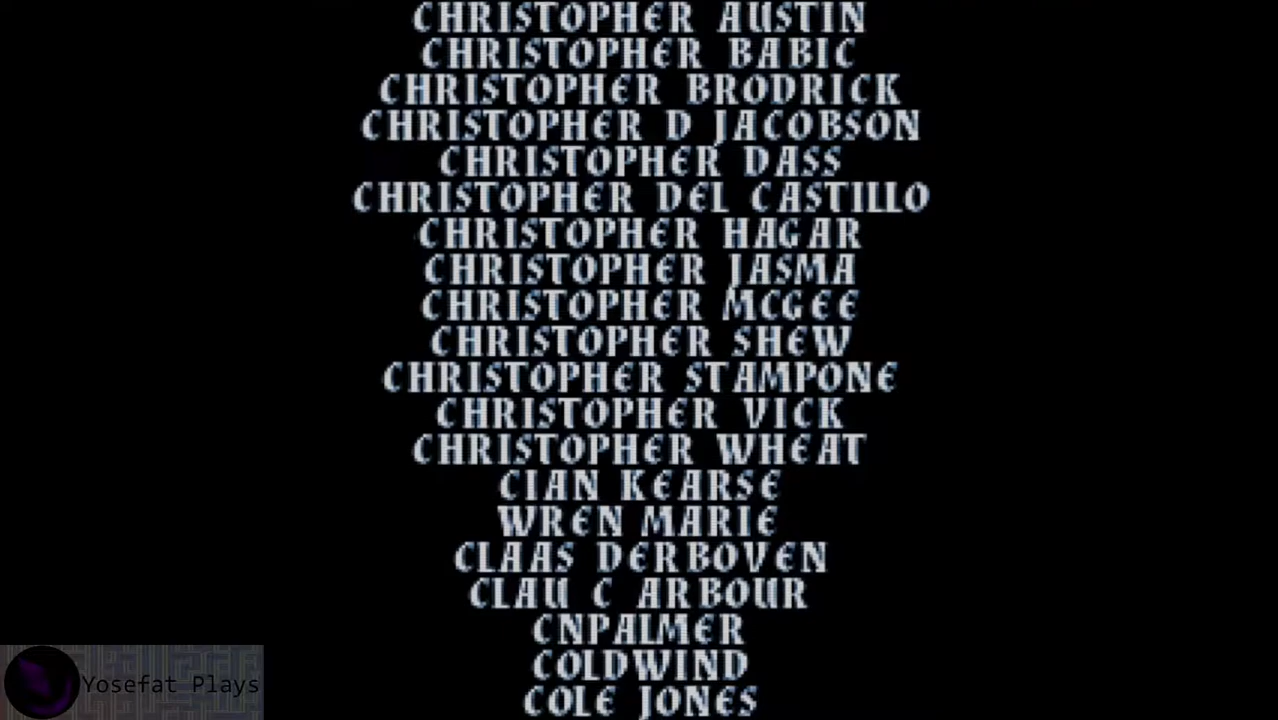 CHRISTOPHER AUSTIN
CHRISTOPHER BABIC
CHRISTOPHER BRODRICK
CHRISTOPHER D JACOBSON
CHRISTOPHER DASS
CHRISTOPHER DEL CASTILLO
CHRISTOPHER HAGAR
CHRISTOPHER JASMA
CHRISTOPHER MCGEE
CHRISTOPHER SHEW
CHRISTOPHER STAMPONE
CHRISTOPHER VICK
CHRISTOPHER WHEAT
CIAN KEARSE
WREN MARIE
CLAAS DERBOVEN
CLAU C ARBOUR
CNPALMER
COLDWIND
COLE JONES
Yosefat Plays